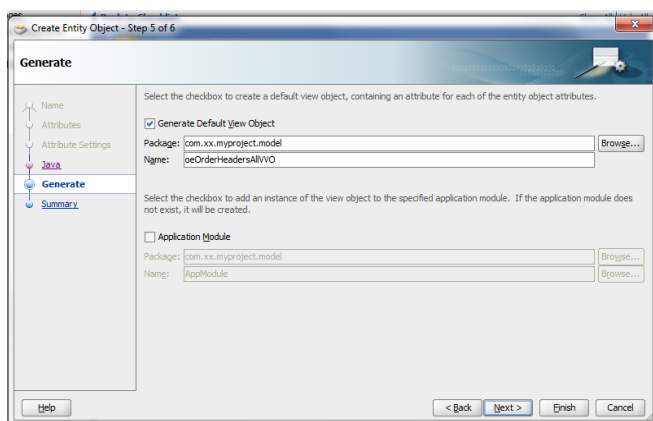 Create Entity Object - Step 5 of 6
Generate
Name
Attributes
Attribute Settings
Java
Generate
Summary
Select the checkbox to create a default view object, containing an attribute for each of the entity object attributes.
Generate Default View Object
Package: com.xx.myproject.model Browse...
Name: oeOrderHeadersAllVVO
Select the checkbox to add an instance of the view object to the specified application module. If the application module does
not exist, it will be created.
Application Module
Package: com.xx.myproject.model Browse...
Name: AppModule Browse...
Help < Back Next > Finish Cancel